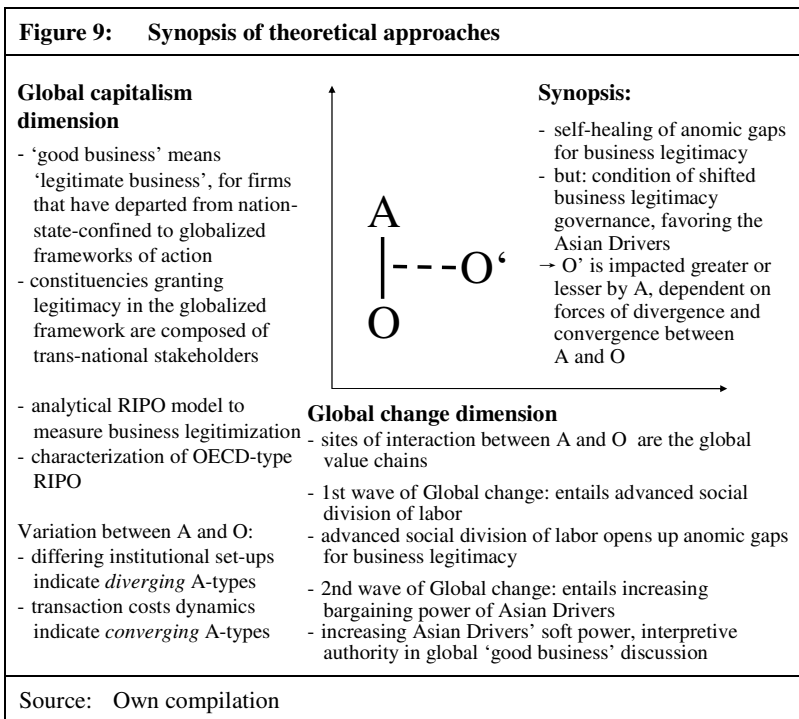 Figure 9: Synopsis of theoretical approaches
Global capitalism
dimension
- ‘good business’ means
‘legitimate business’, for firms
that have departed from nation-
state-confined to globalized
frameworks of action
- constituencies granting
legitimacy in the globalized
framework are composed of
trans-national stakeholders
- analytical RIPO model to
measure business legitimization
- characterization of OECD-type
RIPO
Variation between A and O:
- differing institutional set-ups
indicate diverging A-types
- transaction costs dynamics
indicate converging A-types
A
O‘
O
Synopsis:
- self-healing of anomic gaps
for business legitimacy
- but: condition of shifted
business legitimacy
governance, favoring the
Asian Drivers
→ O’ is impacted greater or
lesser by A, dependent on
forces of divergence and
convergence between
A and O
Global change dimension
- sites of interaction between A and O are the global
value chains
- 1st wave of Global change: entails advanced social
division of labor
- advanced social division of labor opens up anomic gaps
for business legitimacy
- 2nd wave of Global change: entails increasing
bargaining power of Asian Drivers
- increasing Asian Drivers’ soft power, interpretive
authority in global ‘good business’ discussion
Source: Own compilation